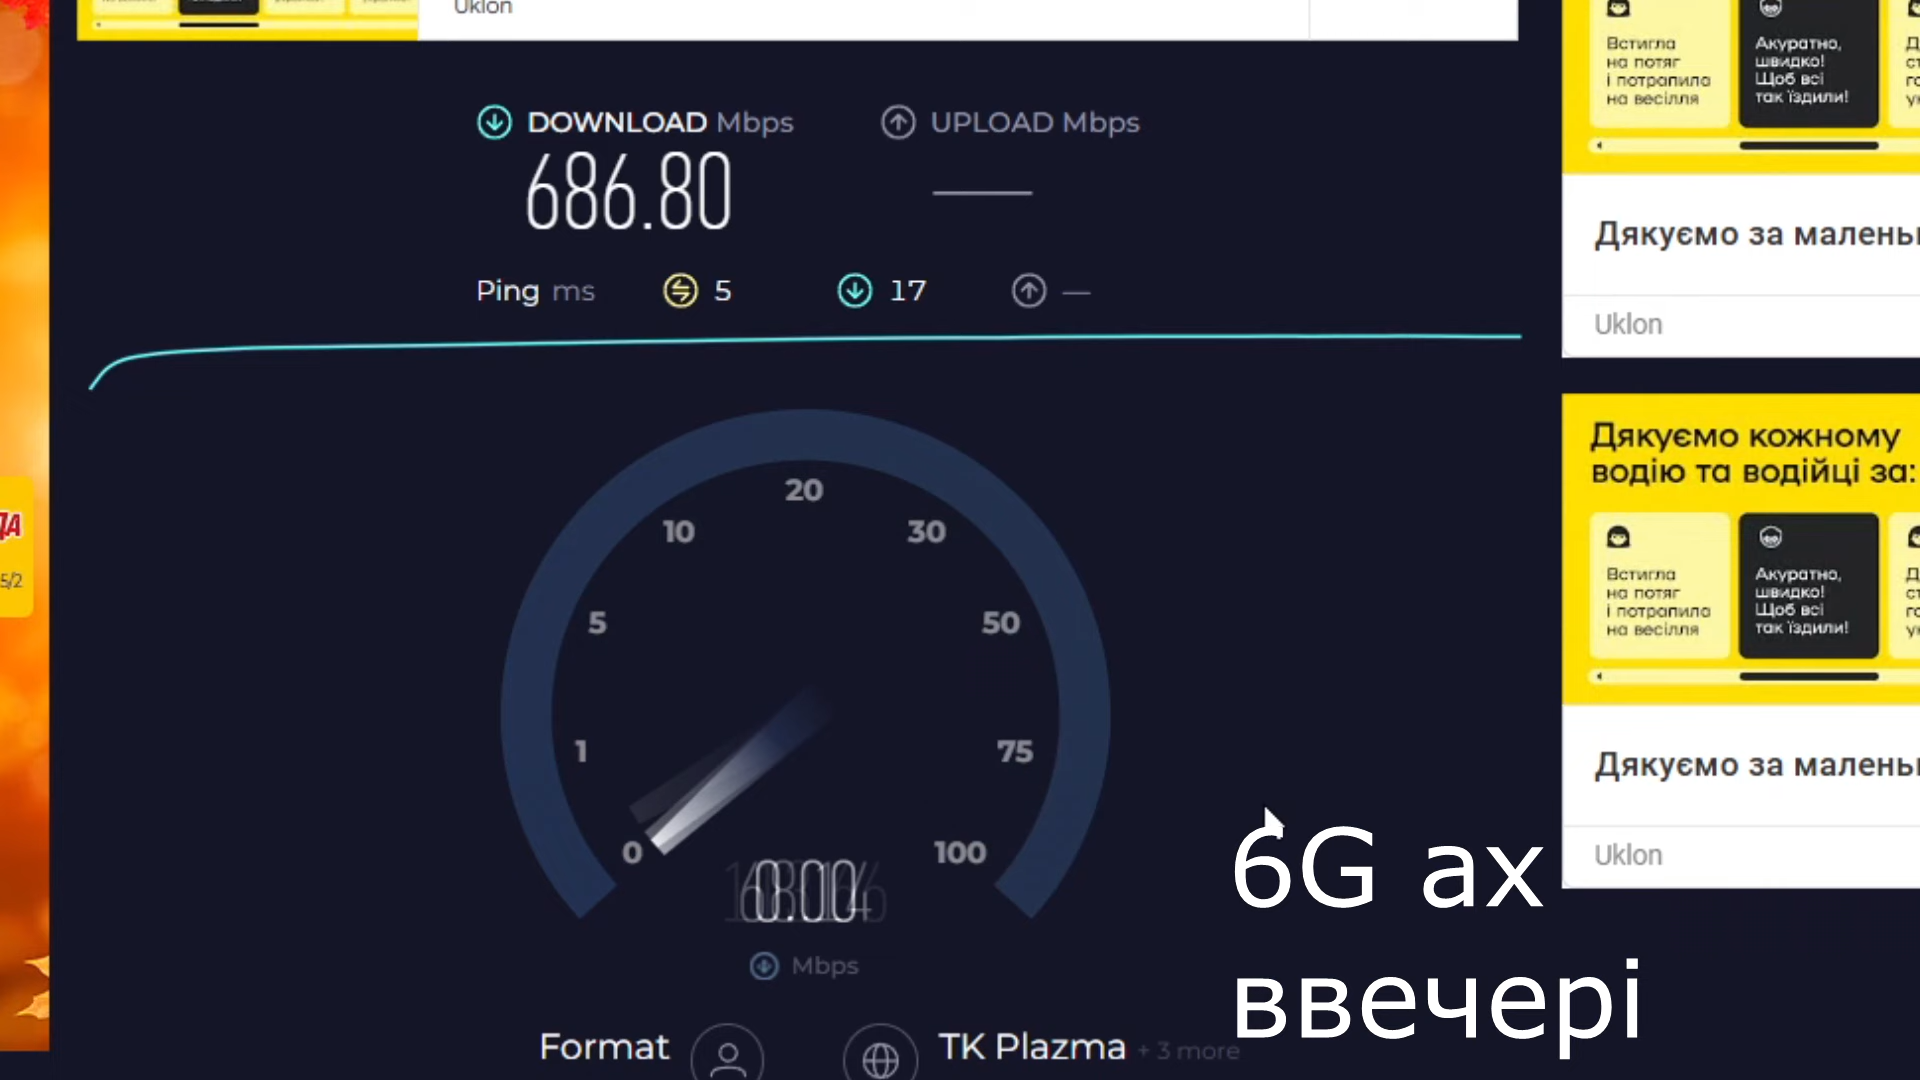 Uklon
DOWNLOAD Mbps
UPLOAD Mbps
686.80
Ping ms 5 17 —
0
1
5
10
20
30
50
75
100
Mbps
Format
TK Plazma + 3 more
6G ax
ввечері
Встигла
на потяг
і потрапила
на весілля
Акуратно,
швидко!
Щоб всі
так їздили!
Дякуємо за малень
Uklon
Дякуємо кожному
водію та водійці за:
Встигла
на потяг
і потрапила
на весілля
Акуратно,
швидко!
Щоб всі
так їздили!
Дякуємо за малень
Uklon
5/2